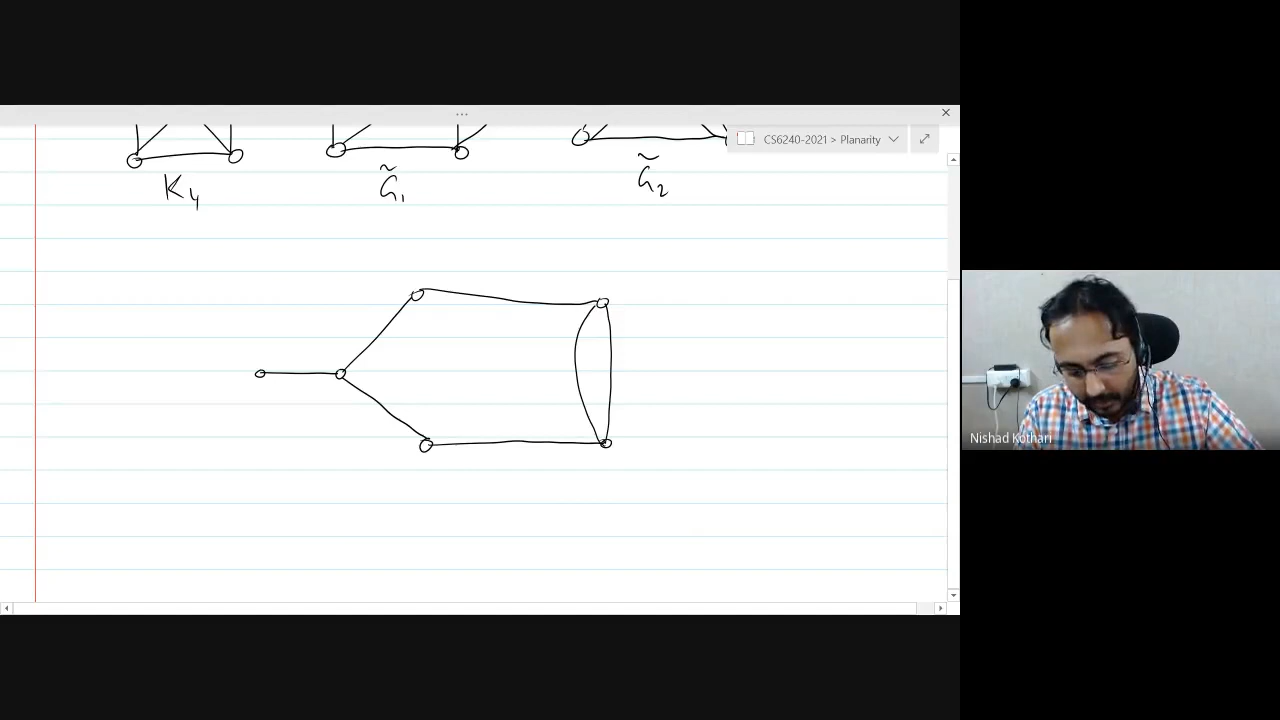 CS6240-2021 > Planarity
K₄
G̃₁
G̃₂
Nishad Kothari